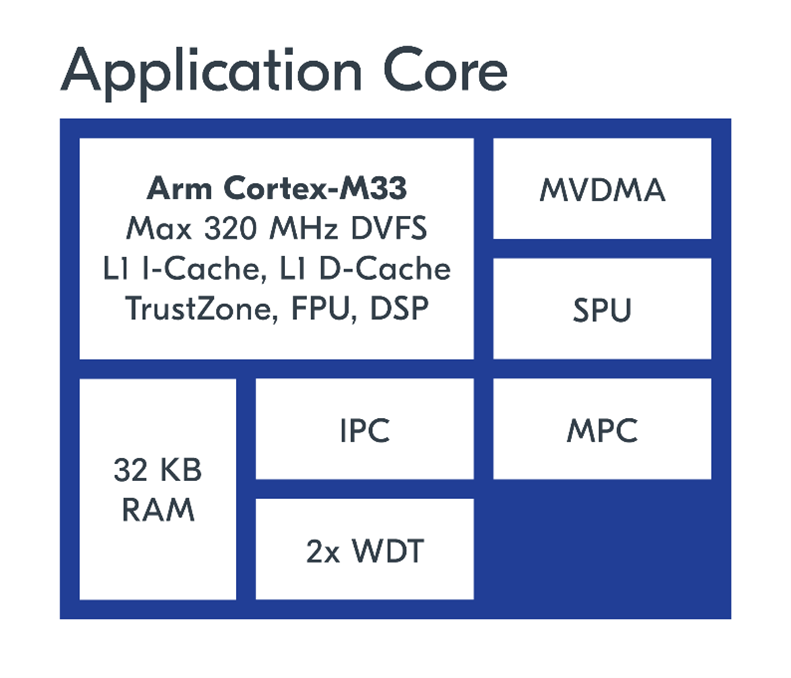 Application Core
Arm Cortex-M33
Max 320 MHz DVFS
L1 I-Cache, L1 D-Cache
TrustZone, FPU, DSP
MVDMA
SPU
32 KB
RAM
IPC
MPC
2x WDT